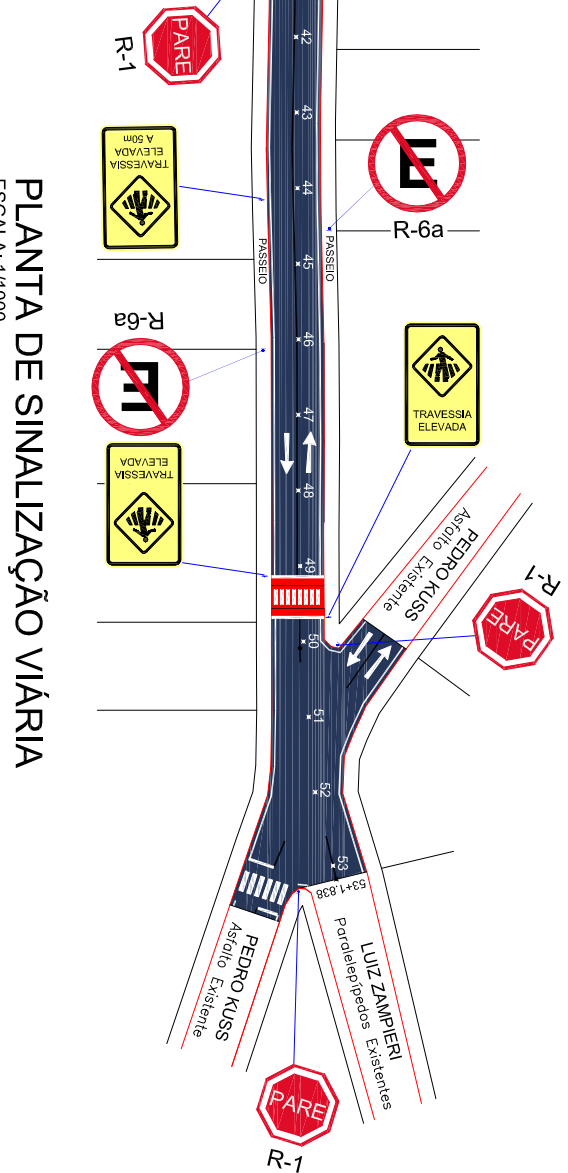 PARE
R-1
42
43
44
45
46
47
48
49
50
51
52
53
53+1.838
TRAVESSIA
ELEVADA
A 50m
E
R-6a
PASSEIO
PASSEIO
R-6a
E
TRAVESSIA
ELEVADA
TRAVESSIA
ELEVADA
PEDRO KUSS
Asfalto Existente
R-1
PARE
LUIZ ZAMPIERI
Paralelepípedos Existentes
PEDRO KUSS
Asfalto Existente
PARE
R-1
PLANTA DE SINALIZAÇÃO VIÁRIA